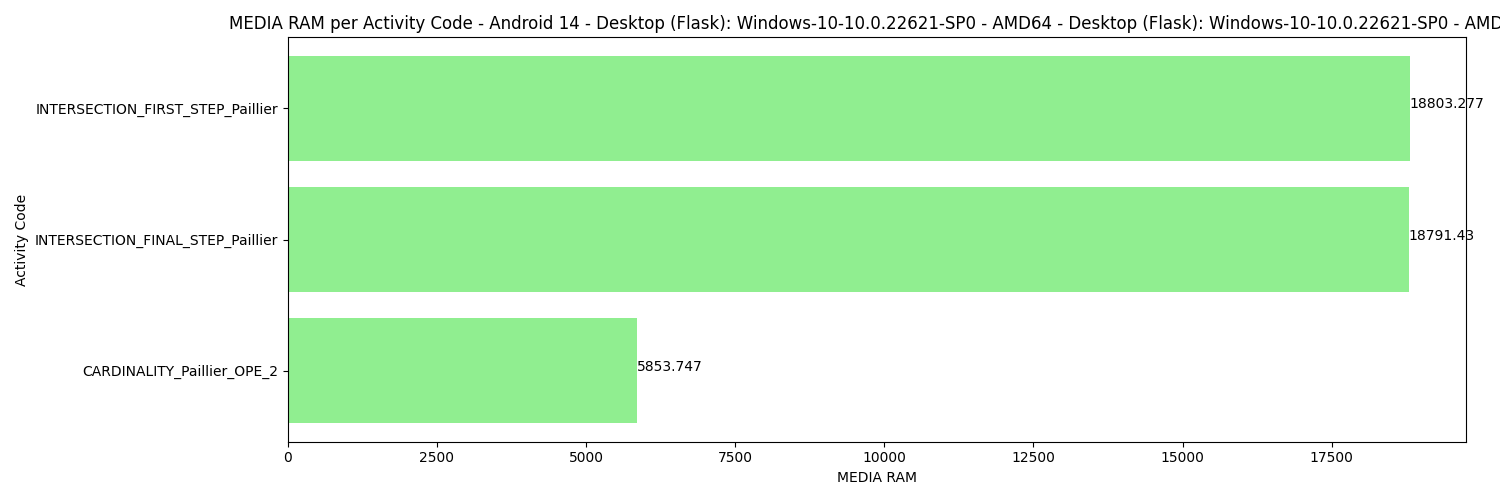 MEDIA RAM per Activity Code - Android 14 - Desktop (Flask): Windows-10-10.0.22621-SP0 - AMD64 - Desktop (Flask): Windows-10-10.0.22621-SP0 - AMD
INTERSECTION_FIRST_STEP_Paillier
18803.277
INTERSECTION_FINAL_STEP_Paillier
18791.43
CARDINALITY_Paillier_OPE_2
5853.747
Activity Code
0 2500 5000 7500 10000 12500 15000 17500
MEDIA RAM